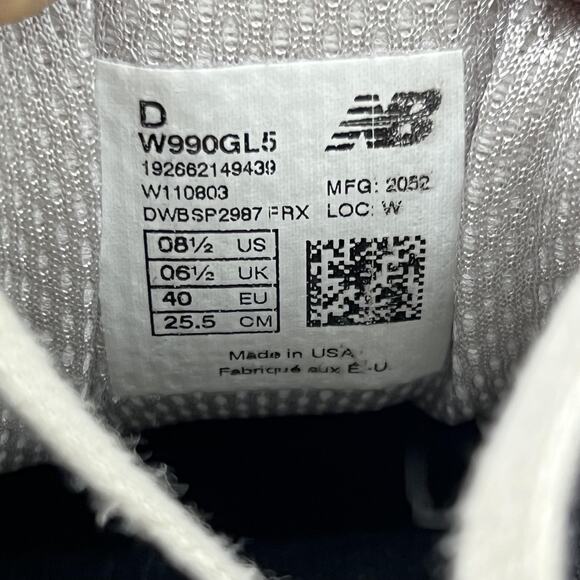 D
W990GL5
192662149439
W110803
DWBSP2987 FRX
NB
MFG: 2052
LOC: W
08½ US
06½ UK
40 EU
25.5 CM
Made in USA
Fabriqué aux É.-U.